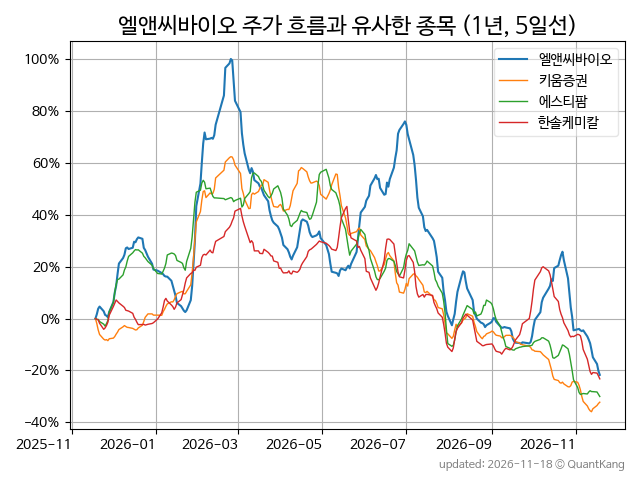 엘앤씨바이오 주가 흐름과 유사한 종목 (1년, 5일선)
엘앤씨바이오
키움증권
에스티팜
한솔케미칼
100%
80%
60%
40%
20%
0%
−20%
−40%
2025−11
2026−01
2026−03
2026−05
2026−07
2026−09
2026−11
updated: 2026-11-18 © QuantKang